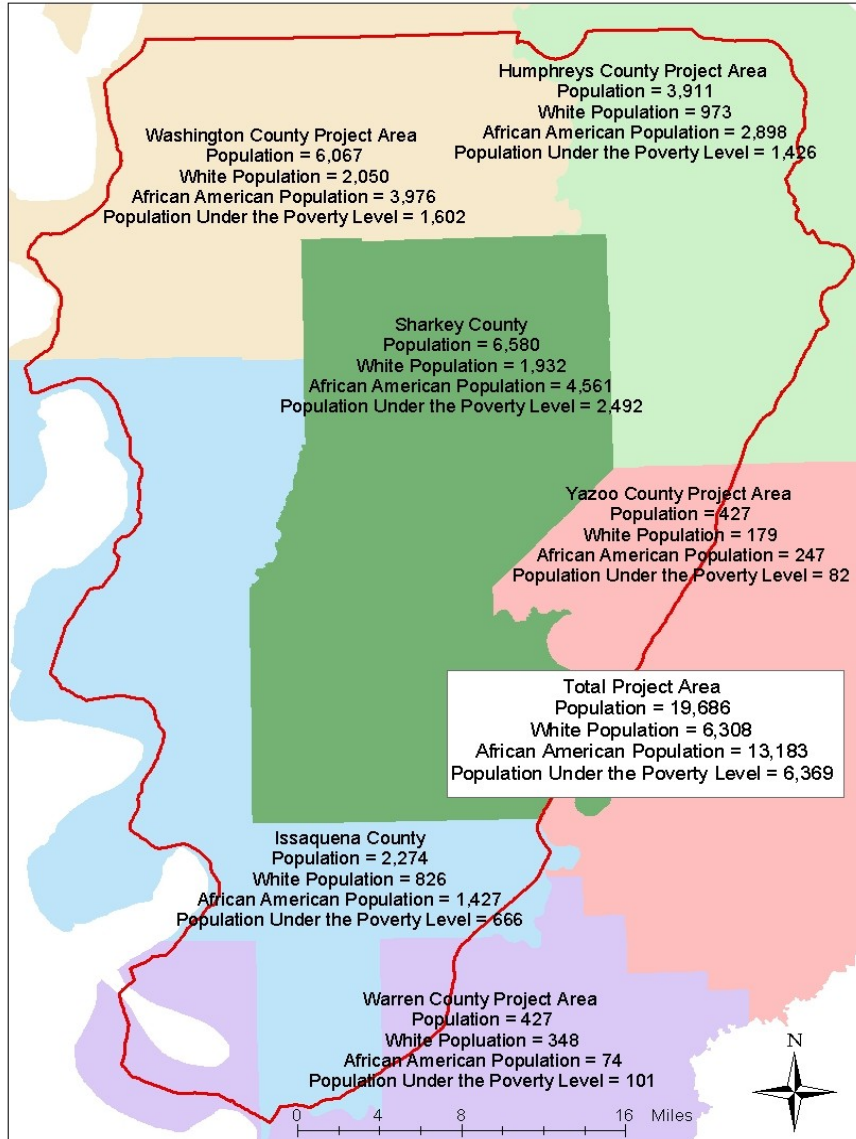 Humphreys County Project Area
Population = 3,911
White Population = 973
African American Population = 2,898
Population Under the Poverty Level = 1,426
Washington County Project Area
Population = 6,067
White Population = 2,050
African American Population = 3,976
Population Under the Poverty Level = 1,602
Sharkey County
Population = 6,580
White Population = 1,932
African American Population = 4,561
Population Under the Poverty Level = 2,492
Yazoo County Project Area
Population = 427
White Population = 179
African American Population = 247
Population Under the Poverty Level = 82
Total Project Area
Population = 19,686
White Population = 6,308
African American Population = 13,183
Population Under the Poverty Level = 6,369
Issaquena County
Population = 2,274
White Population = 826
African American Population = 1,427
Population Under the Poverty Level = 666
Warren County Project Area
Population = 427
White Popluation = 348
African American Population = 74
Population Under the Poverty Level = 101
N
0 4 8 16 Miles